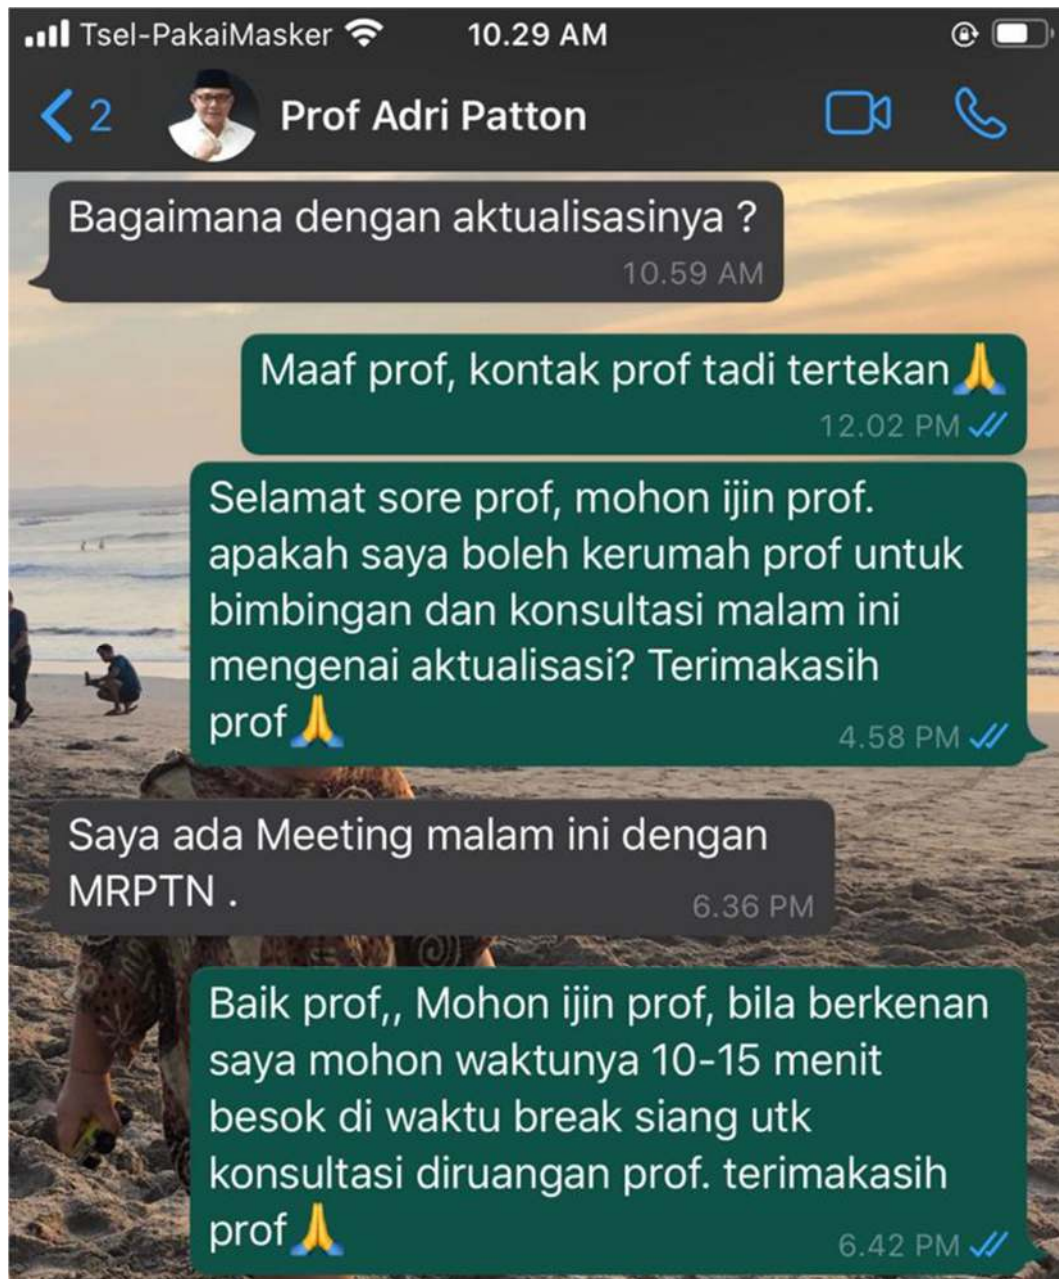 Tsel-PakaiMasker 10.29 AM
2 Prof Adri Patton
Bagaimana dengan aktualisasinya ?
10.59 AM
Maaf prof, kontak prof tadi tertekan🙏
12.02 PM
Selamat sore prof, mohon ijin prof.
apakah saya boleh kerumah prof untuk
bimbingan dan konsultasi malam ini
mengenai aktualisasi? Terimakasih
prof🙏
4.58 PM
Saya ada Meeting malam ini dengan
MRPTN .
6.36 PM
Baik prof,, Mohon ijin prof, bila berkenan
saya mohon waktunya 10-15 menit
besok di waktu break siang utk
konsultasi diruangan prof. terimakasih
prof🙏
6.42 PM